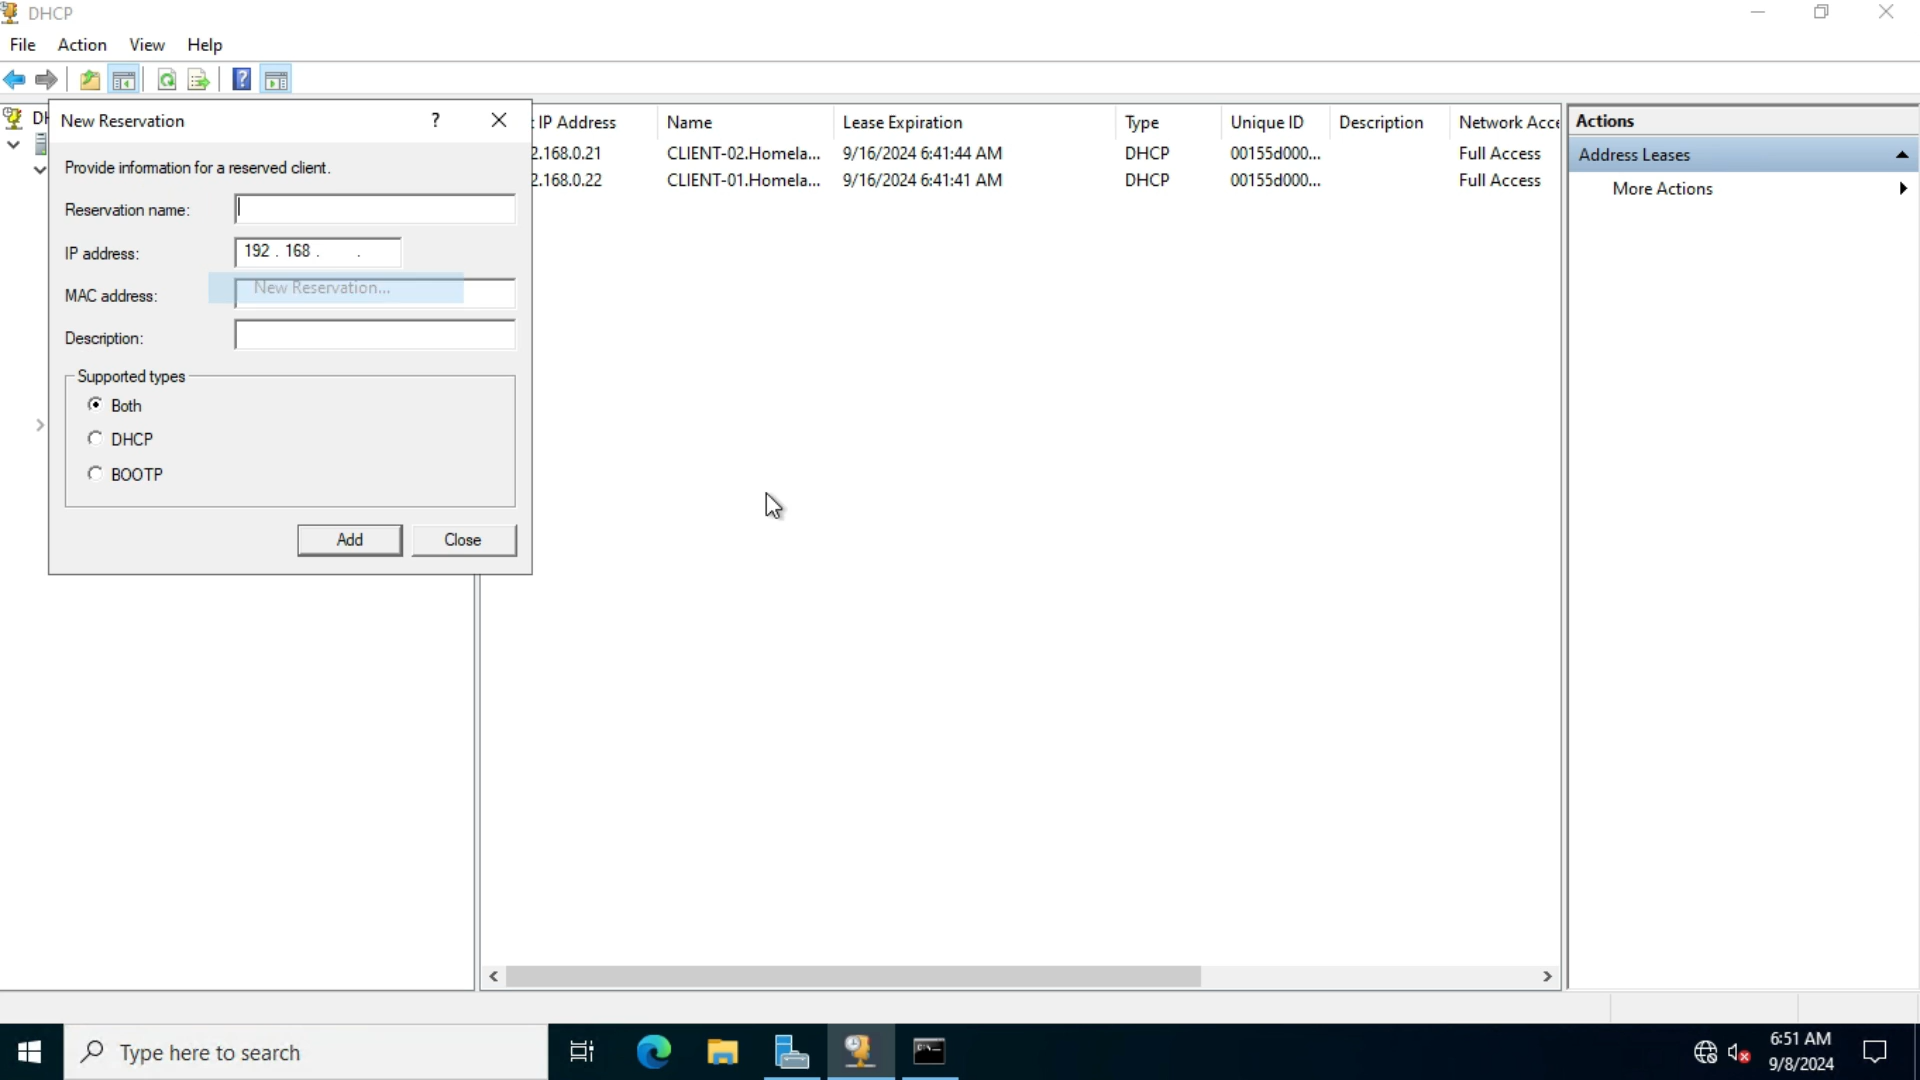 DHCP
File Action View Help
DH
New Reservation ?
Provide information for a reserved client.
Reservation name:
IP address: 192 . 168 . .
New Reservation...
MAC address:
Description:
Supported types
Both
DHCP
BOOTP
Add Close
IP Address Name Lease Expiration Type Unique ID Description Network Acce
2.168.0.21 CLIENT-02.Homela... 9/16/2024 6:41:44 AM DHCP 00155d000... Full Access
2.168.0.22 CLIENT-01.Homela... 9/16/2024 6:41:41 AM DHCP 00155d000... Full Access
Actions
Address Leases
More Actions
Type here to search
6:51 AM
9/8/2024